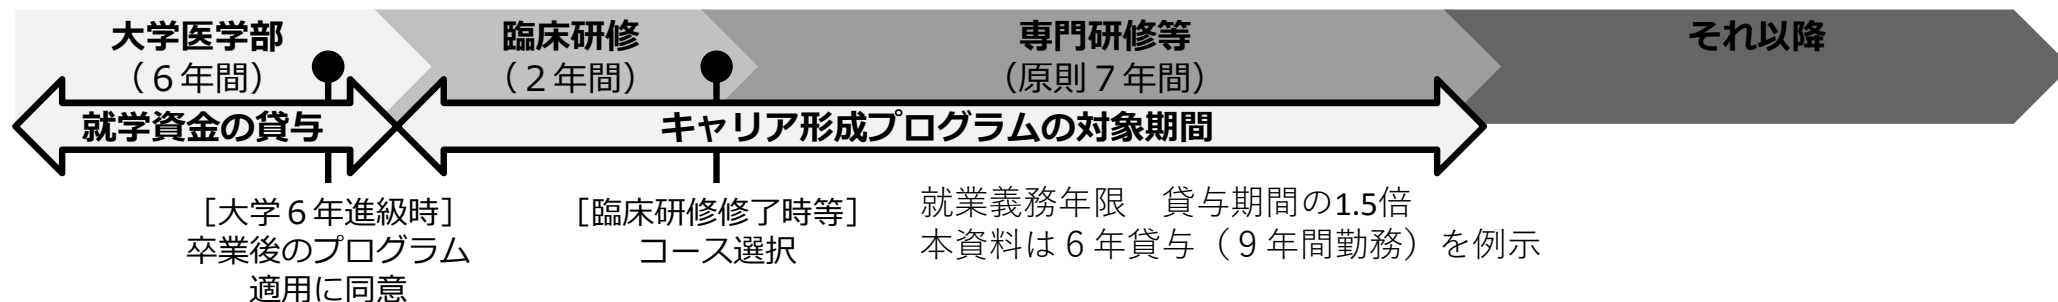 大学医学部
（６年間）
臨床研修
（２年間）
専門研修等
（原則７年間）
それ以降
就学資金の貸与
キャリア形成プログラムの対象期間
［大学６年進級時］
卒業後のプログラム
適用に同意
［臨床研修修了時等］
コース選択
就業義務年限　貸与期間の1.5倍
本資料は６年貸与（９年間勤務）を例示